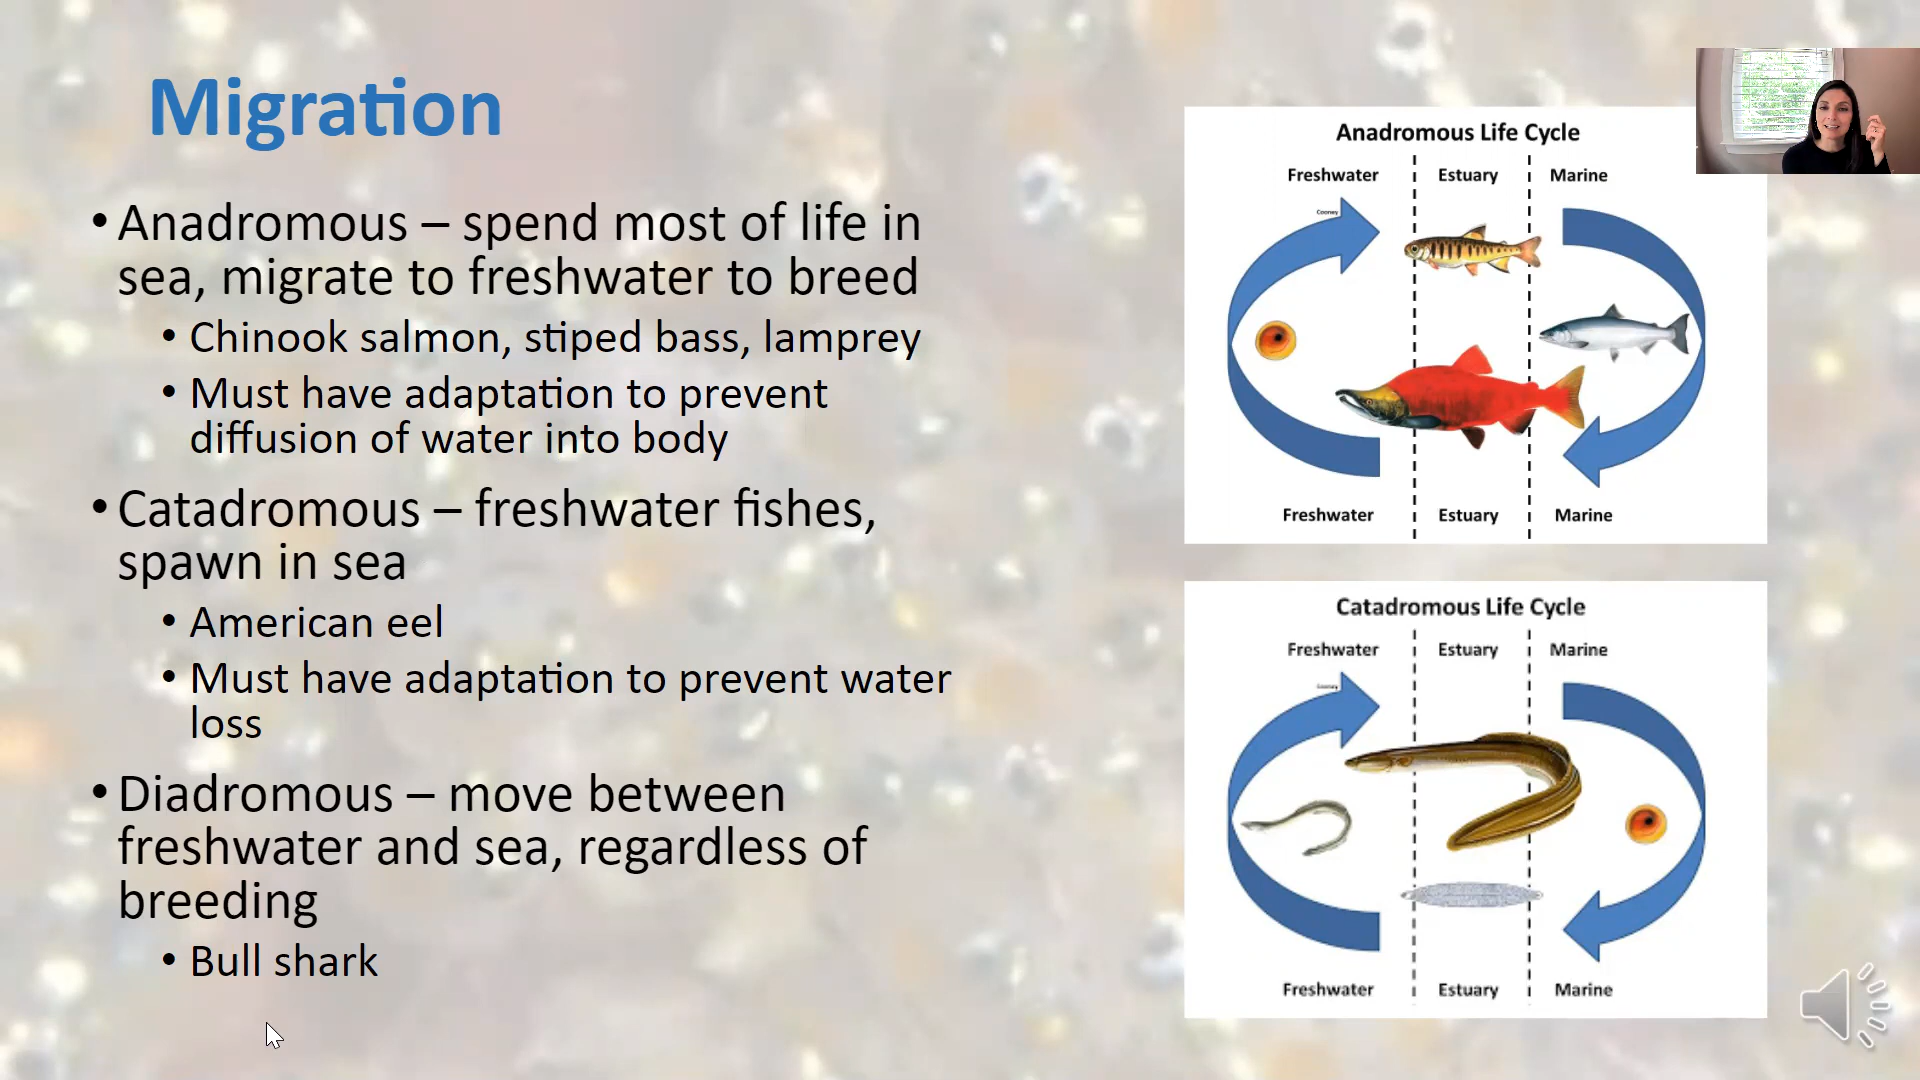 Migration
• Anadromous – spend most of life in
sea, migrate to freshwater to breed
• Chinook salmon, stiped bass, lamprey
• Must have adaptation to prevent
diffusion of water into body
• Catadromous – freshwater fishes,
spawn in sea
• American eel
• Must have adaptation to prevent water
loss
• Diadromous – move between
freshwater and sea, regardless of
breeding
• Bull shark
Anadromous Life Cycle
Freshwater Estuary Marine
Cooney
Freshwater Estuary Marine
Catadromous Life Cycle
Freshwater Estuary Marine
Cooney
Freshwater Estuary Marine